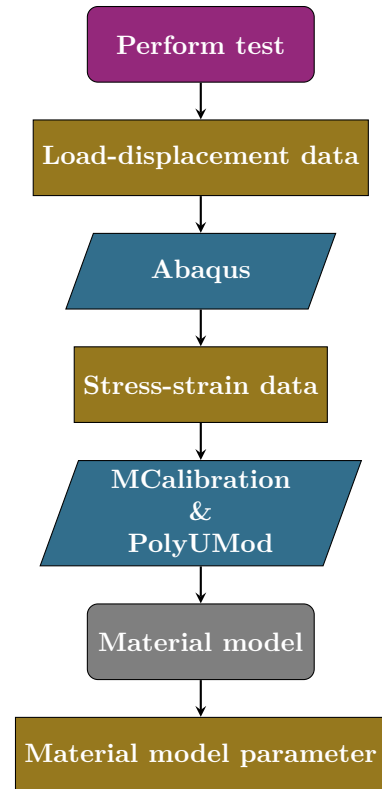 Perform test
Load-displacement data
Abaqus
Stress-strain data
MCalibration
&
PolyUMod
Material model
Material model parameter